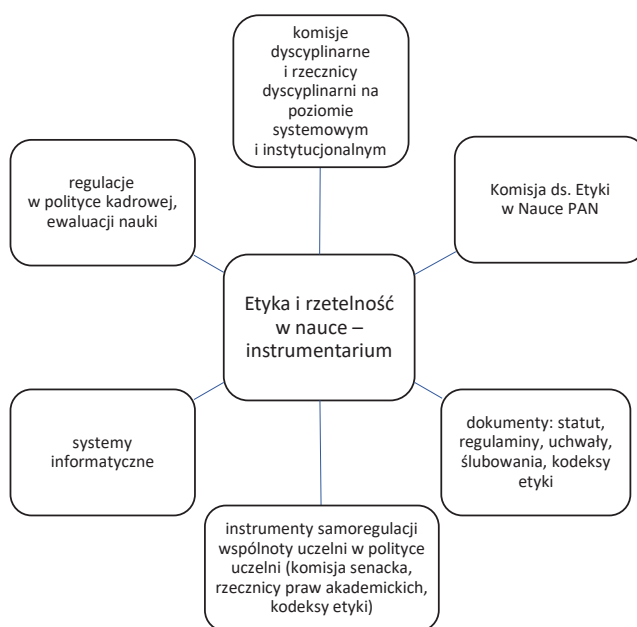 komisje
dyscyplinarne
i rzecznicy
dyscyplinarni na
poziomie
systemowym
i instytucjonalnym
regulacje
w polityce kadrowej,
ewaluacji nauki
Komisja ds. Etyki
w Nauce PAN
Etyka i rzetelność
w nauce –
instrumentarium
systemy
informatyczne
dokumenty: statut,
regulaminy, uchwały,
ślubowania, kodeksy
etyki
instrumenty samoregulacji
wspólnoty uczelni w polityce
uczelni (komisja senacka,
rzecznicy praw akademickich,
kodeksy etyki)